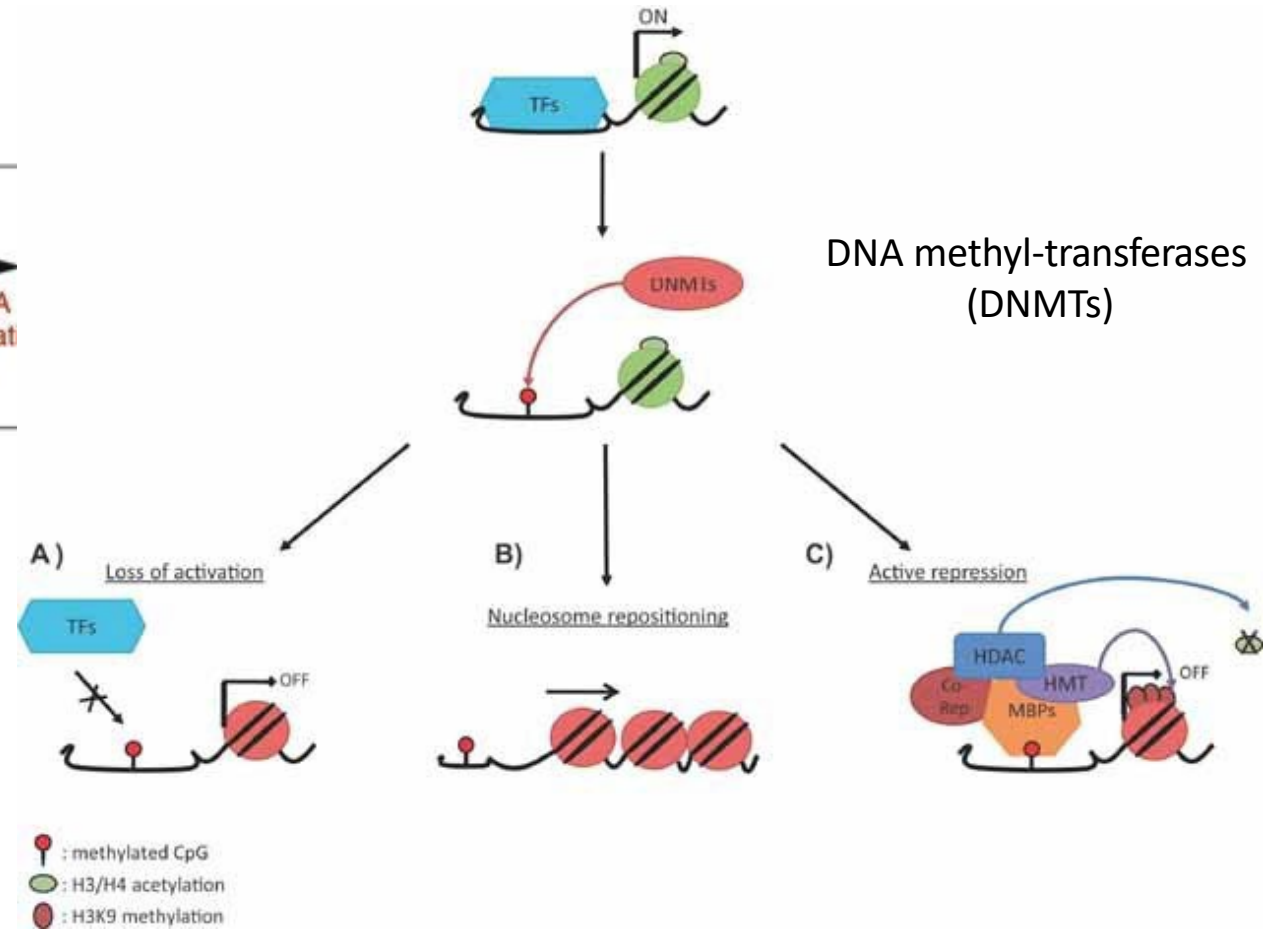 ON
TFs
DNMTs
DNA methyl-transferases
(DNMTs)
A
ati
A)
Loss of activation
B)
Nucleosome repositioning
C)
Active repression
TFs
OFF
HDAC
HMT
Co-
Rep
MBPs
OFF
: methylated CpG
: H3/H4 acetylation
: H3K9 methylation